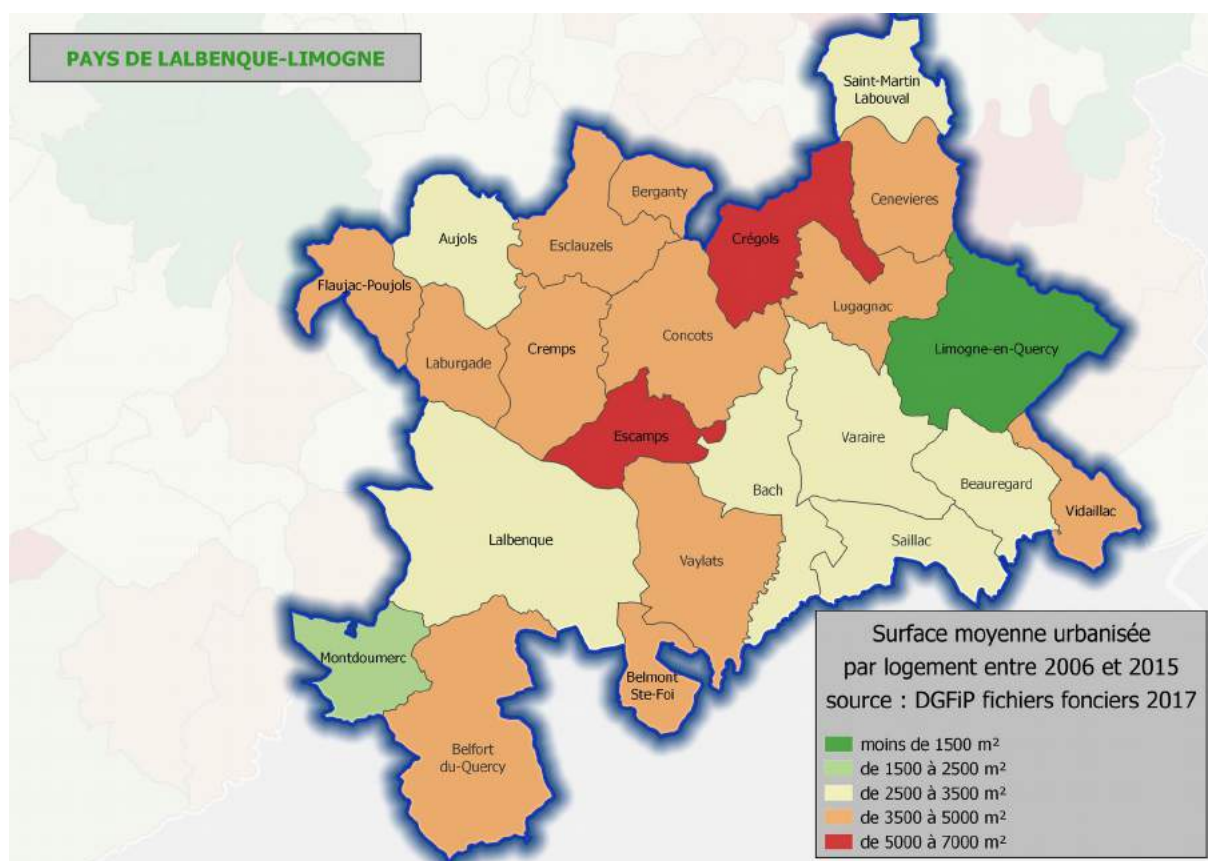 PAYS DE LALBENQUE-LIMOGNE
Saint-Martin
Labouval
Cenevieres
Berganty
Esclauzels
Aujols
Crégols
Flaujac-Poujols
Lugagnac
Concots
Limogne-en-Quercy
Laburgade
Cremps
Escamps
Varaire
Beauregard
Bach
Vidaillac
Lalbenque
Saillac
Vaylats
Montdoumerc
Belmont
Ste-Foi
Belfort
du-Quercy
Surface moyenne urbanisée
par logement entre 2006 et 2015
source : DGFiP fichiers fonciers 2017
moins de 1500 m²
de 1500 à 2500 m²
de 2500 à 3500 m²
de 3500 à 5000 m²
de 5000 à 7000 m²